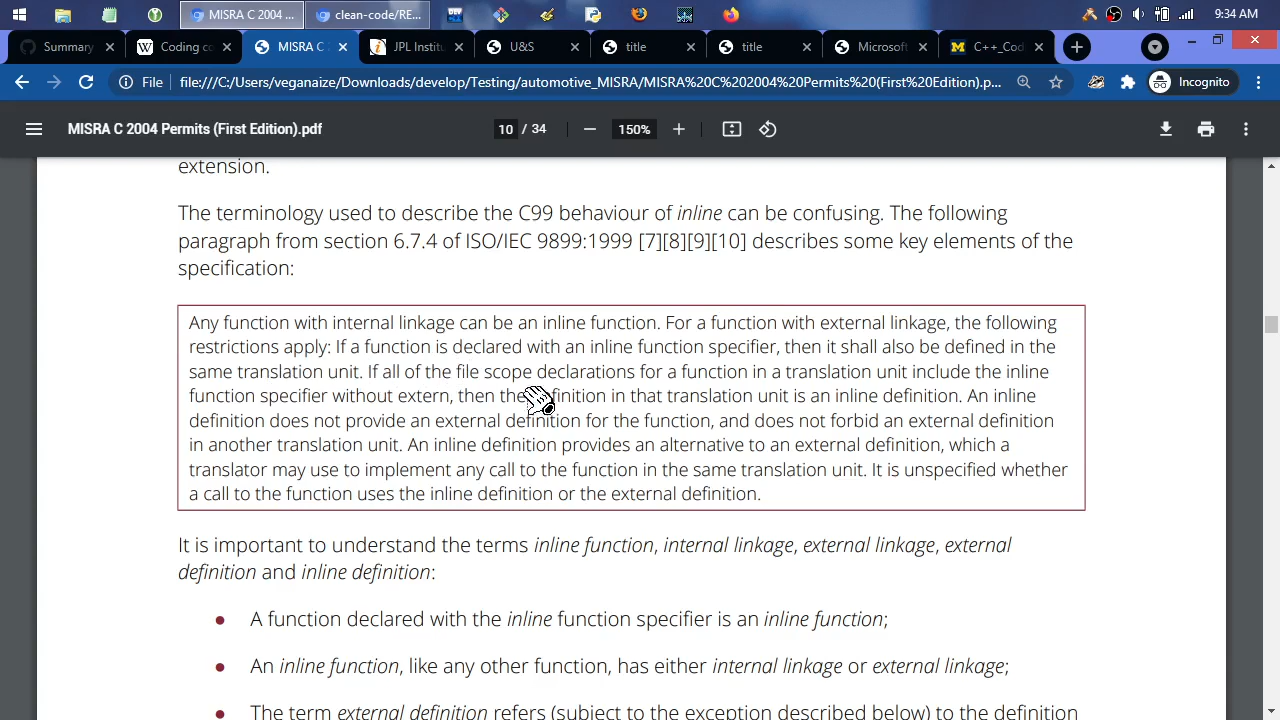 MISRA C 2004 ...
clean-code/RE...
9:34 AM
Summary
Coding co
MISRA C
JPL Instit
U&S
title
title
Microsoft
C++_Cod
File
file:///C:/Users/veganaize/Downloads/develop/Testing/automotive_MISRA/MISRA%20C%202004%20Permits%20(First%20Edition).p...
Incognito
MISRA C 2004 Permits (First Edition).pdf
10 / 34
150%
extension.
The terminology used to describe the C99 behaviour of inline can be confusing. The following
paragraph from section 6.7.4 of ISO/IEC 9899:1999 [7][8][9][10] describes some key elements of the
specification:
Any function with internal linkage can be an inline function. For a function with external linkage, the following
restrictions apply: If a function is declared with an inline function specifier, then it shall also be defined in the
same translation unit. If all of the file scope declarations for a function in a translation unit include the inline
function specifier without extern, then the definition in that translation unit is an inline definition. An inline
definition does not provide an external definition for the function, and does not forbid an external definition
in another translation unit. An inline definition provides an alternative to an external definition, which a
translator may use to implement any call to the function in the same translation unit. It is unspecified whether
a call to the function uses the inline definition or the external definition.
It is important to understand the terms inline function, internal linkage, external linkage, external
definition and inline definition:
• A function declared with the inline function specifier is an inline function;
• An inline function, like any other function, has either internal linkage or external linkage;
• The term external definition refers (subject to the exception described below) to the definition